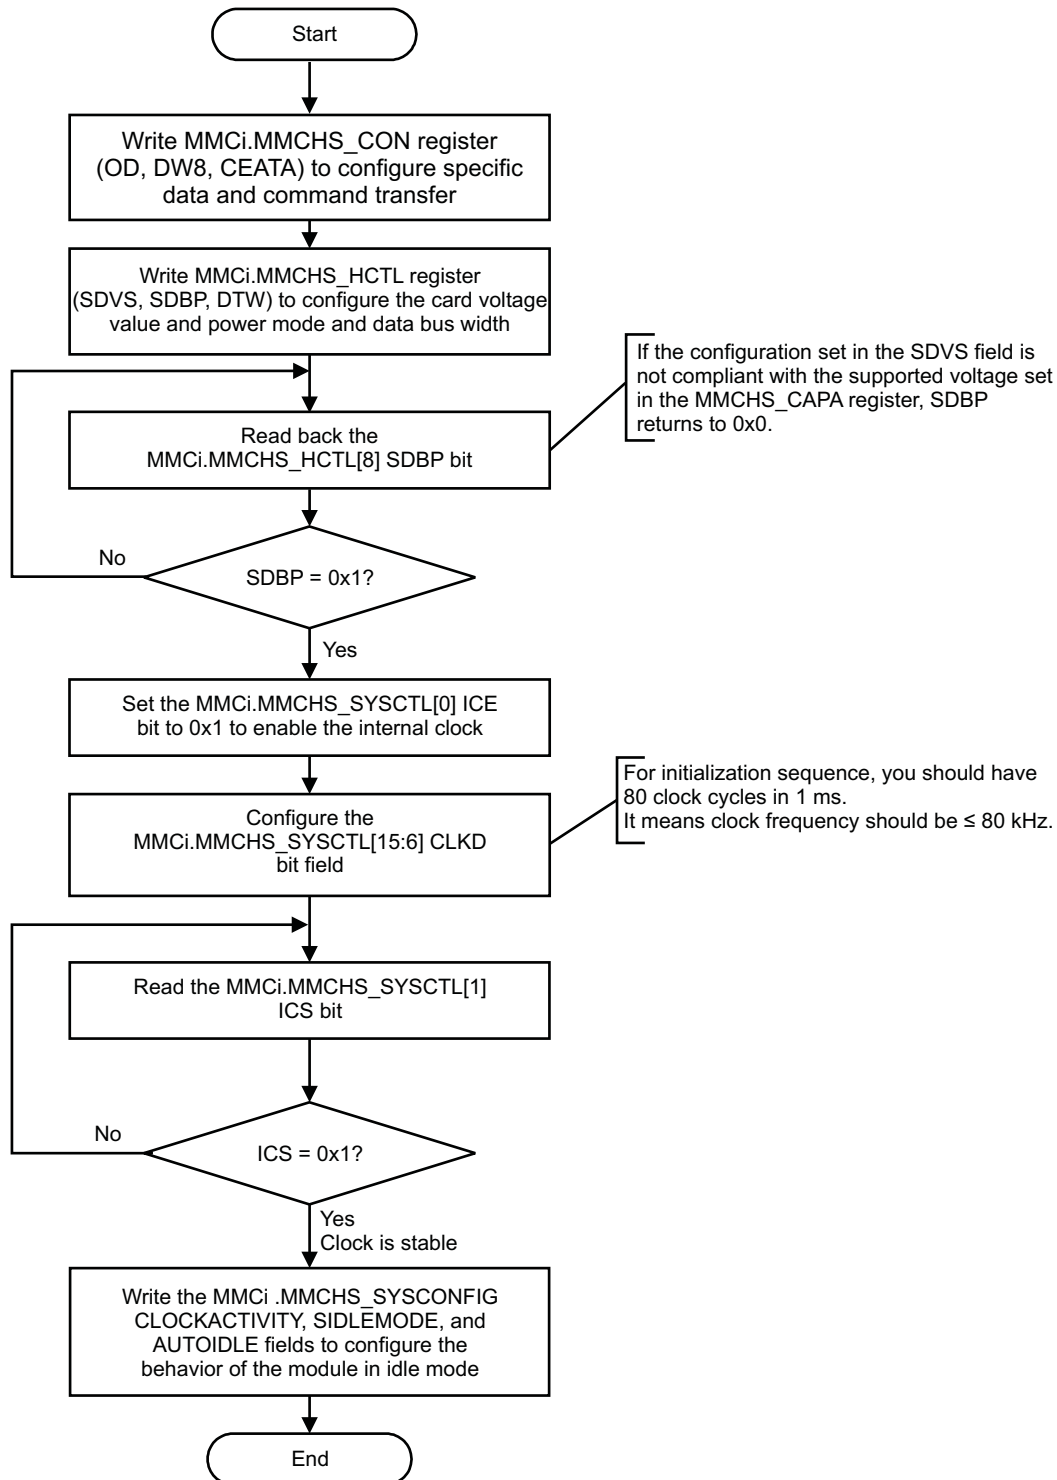 Start
Write MMCi.MMCHS_CON register
(OD, DW8, CEATA) to configure specific
data and command transfer
Write MMCi.MMCHS_HCTL register
(SDVS, SDBP, DTW) to configure the card voltage
value and power mode and data bus width
If the configuration set in the SDVS field is
not compliant with the supported voltage set
in the MMCHS_CAPA register, SDBP
returns to 0x0.
Read back the
MMCi.MMCHS_HCTL[8] SDBP bit
No
SDBP = 0x1?
Yes
Set the MMCi.MMCHS_SYSCTL[0] ICE
bit to 0x1 to enable the internal clock
For initialization sequence, you should have
80 clock cycles in 1 ms.
It means clock frequency should be ≤ 80 kHz.
Configure the
MMCi.MMCHS_SYSCTL[15:6] CLKD
bit field
Read the MMCi.MMCHS_SYSCTL[1]
ICS bit
No
ICS = 0x1?
Yes
Clock is stable
Write the MMCi .MMCHS_SYSCONFIG
CLOCKACTIVITY, SIDLEMODE, and
AUTOIDLE fields to configure the
behavior of the module in idle mode
End